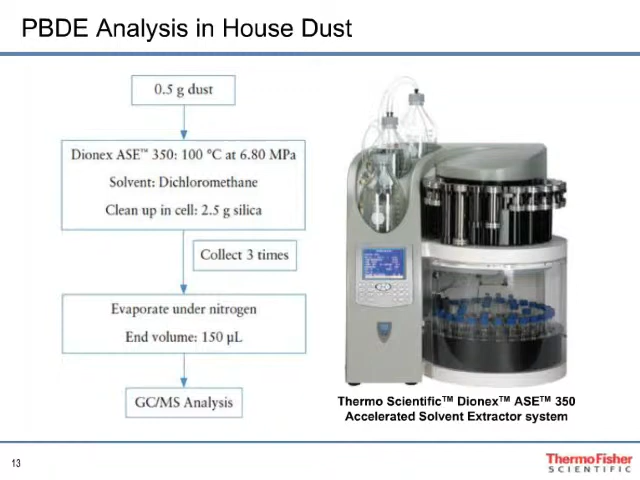 PBDE Analysis in House Dust
0.5 g dust
Dionex ASE™ 350: 100 °C at 6.80 MPa
Solvent: Dichloromethane
Clean up in cell: 2.5 g silica
Collect 3 times
Evaporate under nitrogen
End volume: 150 µL
GC/MS Analysis
Thermo Scientific™ Dionex™ ASE™ 350
Accelerated Solvent Extractor system
13
ThermoFisher
SCIENTIFIC